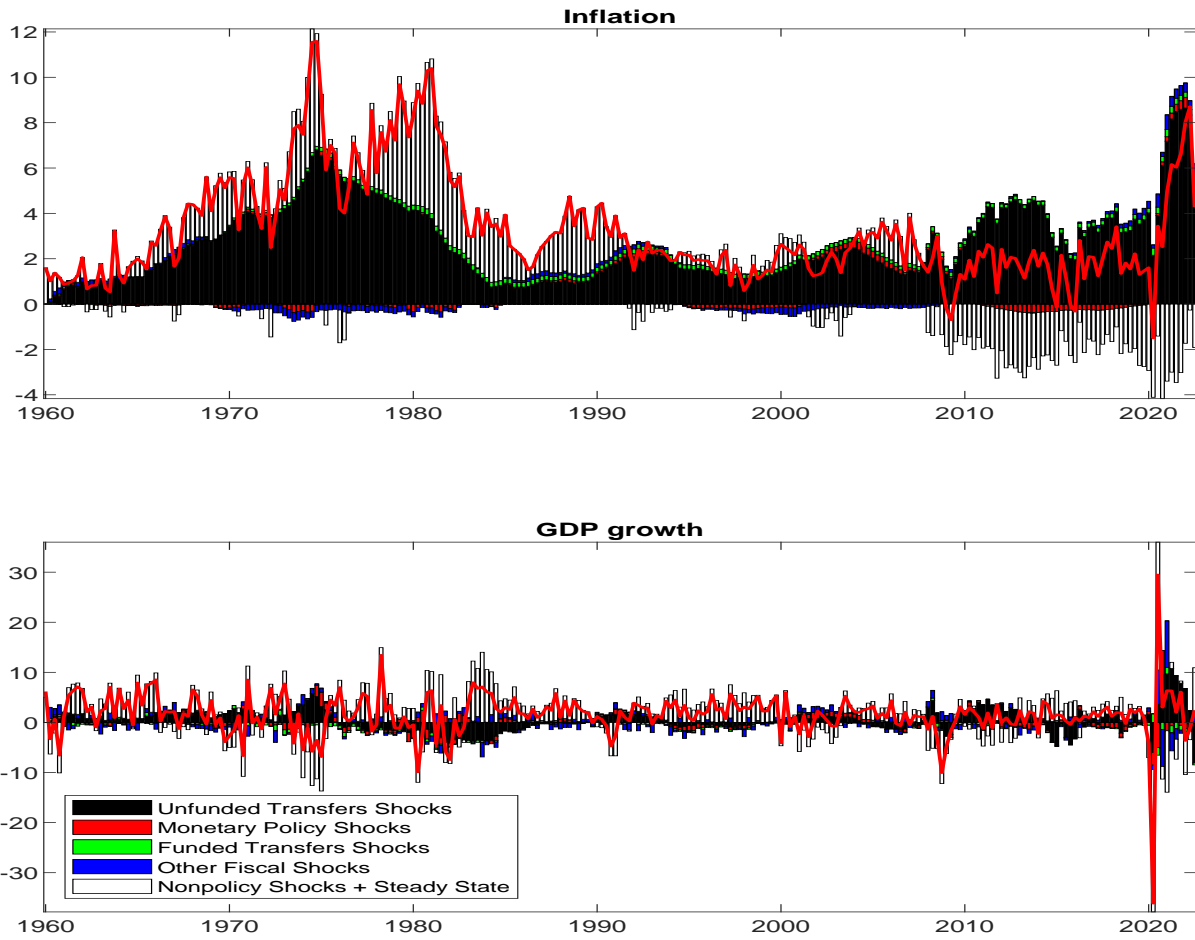 Inflation
12
10
8
6
4
2
0
-2
-4
1960 1970 1980 1990 2000 2010 2020
GDP growth
30
20
10
0
-10
-20
-30
Unfunded Transfers Shocks
Monetary Policy Shocks
Funded Transfers Shocks
Other Fiscal Shocks
Nonpolicy Shocks + Steady State
1960 1970 1980 1990 2000 2010 2020